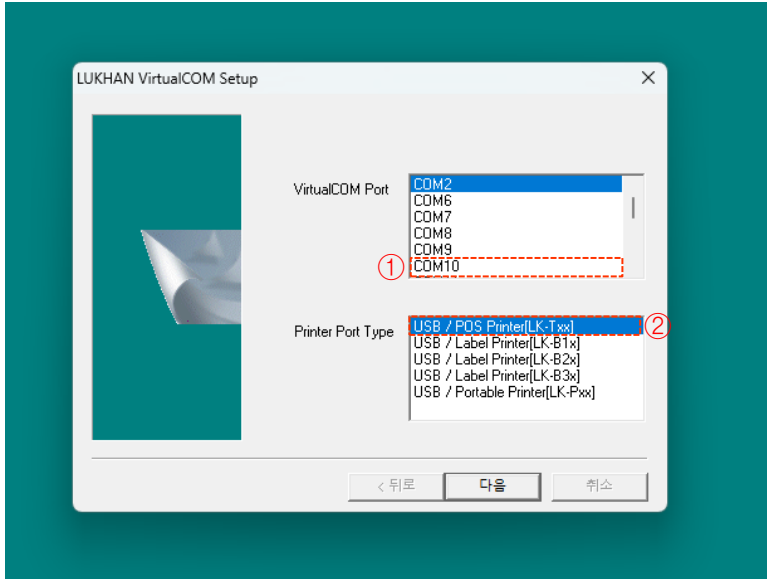 LUKHAN VirtualCOM Setup
VirtualCOM Port
COM2
COM6
COM7
COM8
COM9
① COM10
Printer Port Type
USB / POS Printer[LK-Txx] ②
USB / Label Printer[LK-B1x]
USB / Label Printer[LK-B2x]
USB / Label Printer[LK-B3x]
USB / Portable Printer[LK-Pxx]
< 뒤로 다음 취소